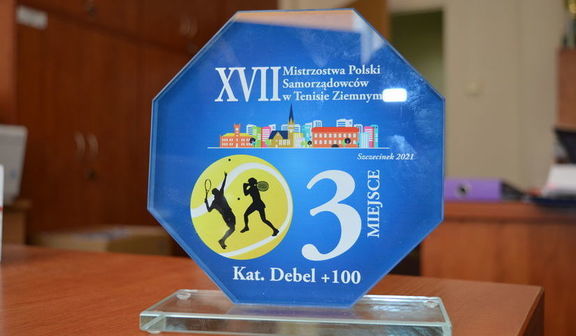 XVII Mistrzostwa Polski
Samorządowców
w Tenisie Ziemnym
Szczecinek 2021
3 MIEJSCE
Kat. Debel +100